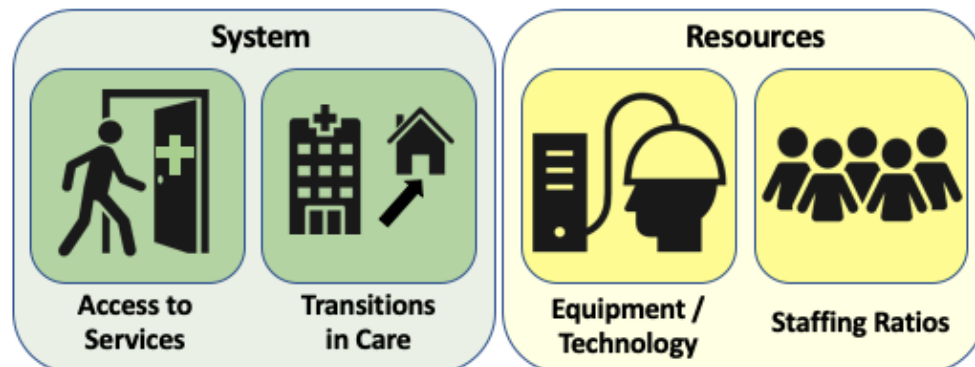 System
Access to
Services
Transitions
in Care
Resources
Equipment /
Technology
Staffing Ratios